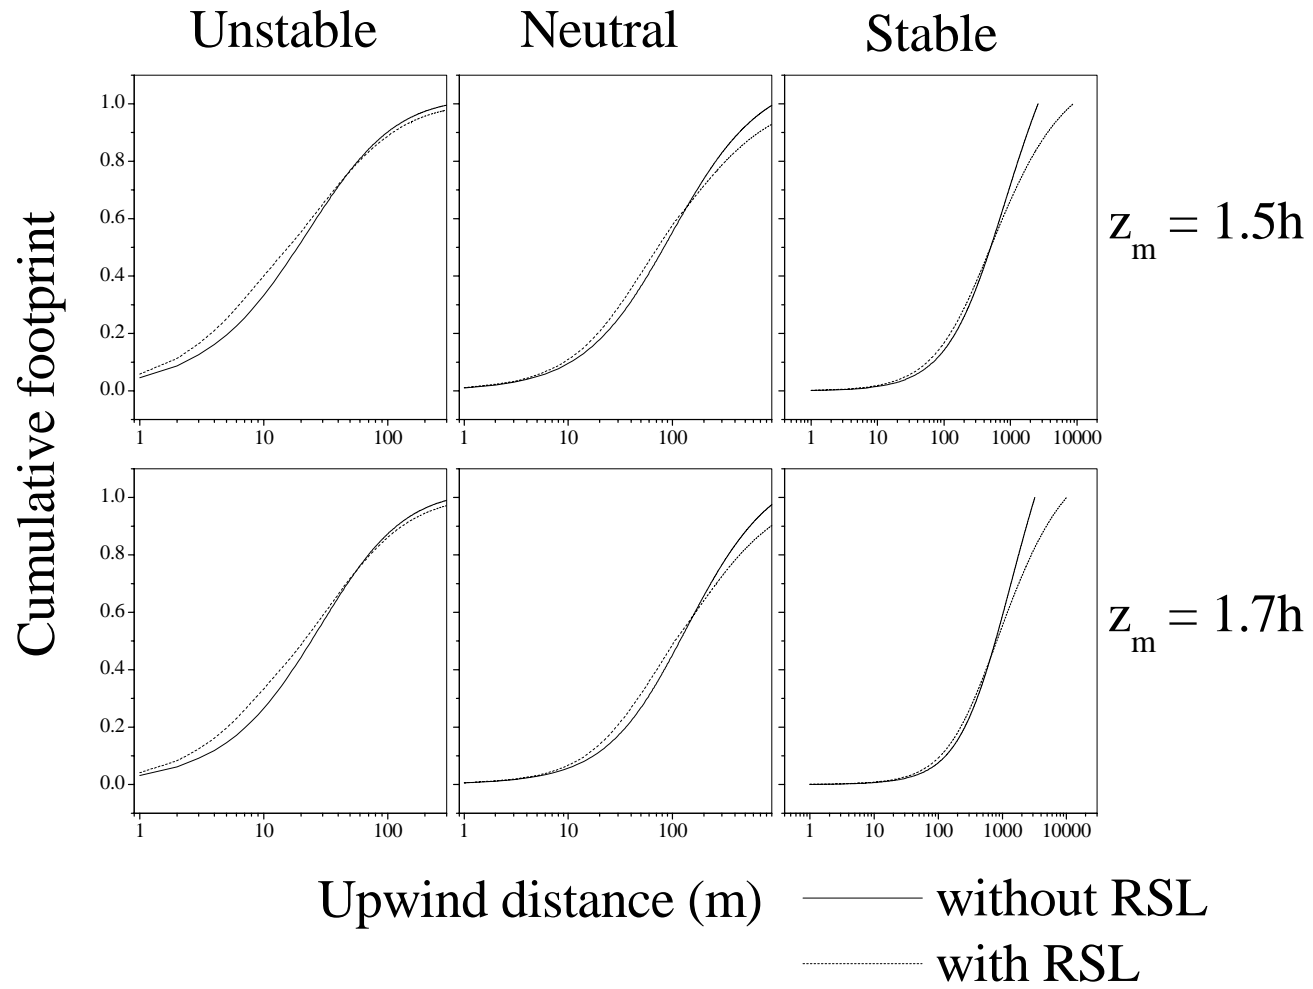 Unstable Neutral Stable
1.0
0.8
0.6
0.4
0.2
0.0
1 10 100 1 10 100 1 10 100 1000 10000
z_m = 1.5h
1.0
0.8
0.6
0.4
0.2
0.0
1 10 100 1 10 100 1 10 100 1000 10000
z_m = 1.7h
Cumulative footprint
Upwind distance (m)
without RSL
with RSL